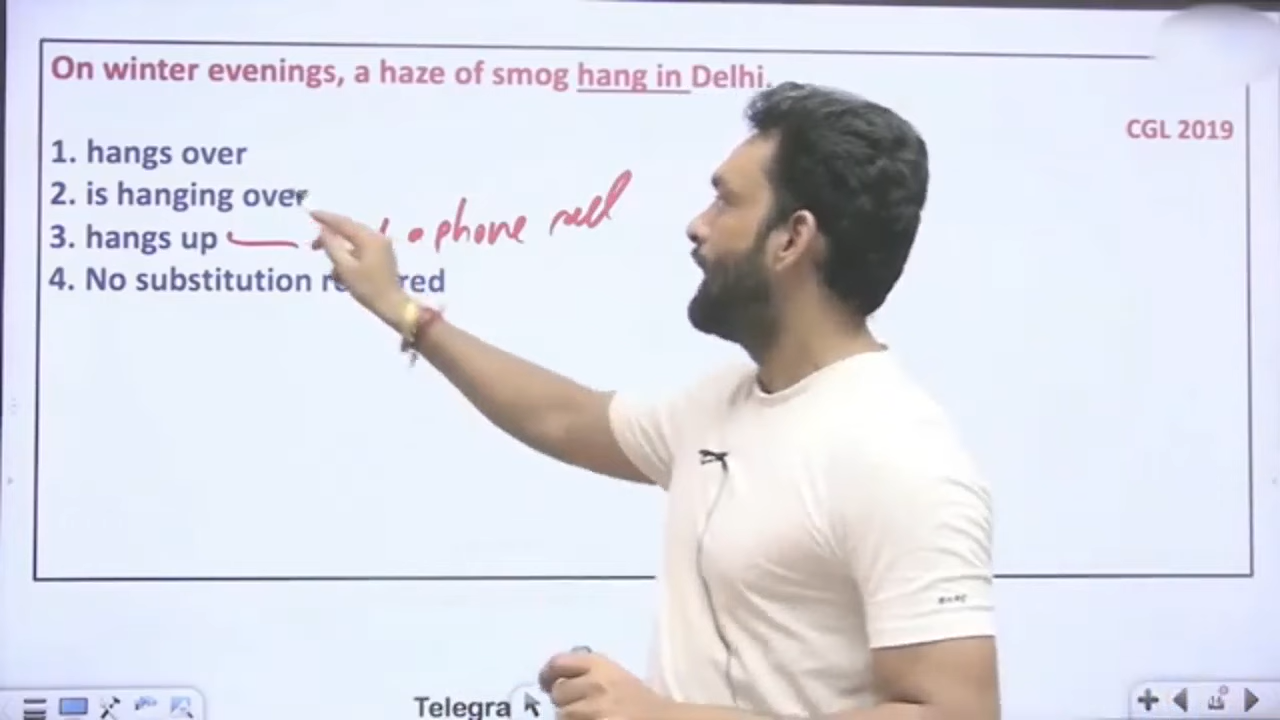 On winter evenings, a haze of smog hang in Delhi.
CGL 2019
1. hangs over
2. is hanging over
3. hangs up a phone
4. No substitution
Telegra